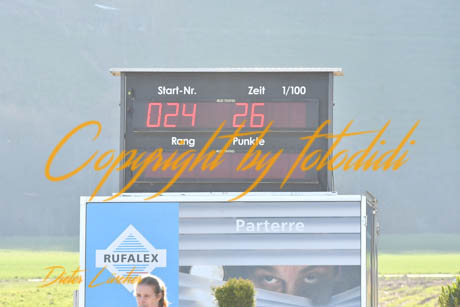 Start-Nr. Zeit 1/100
024 26
Rang Punkte
Copyright by fotodidi
Parterre
RUFALEX